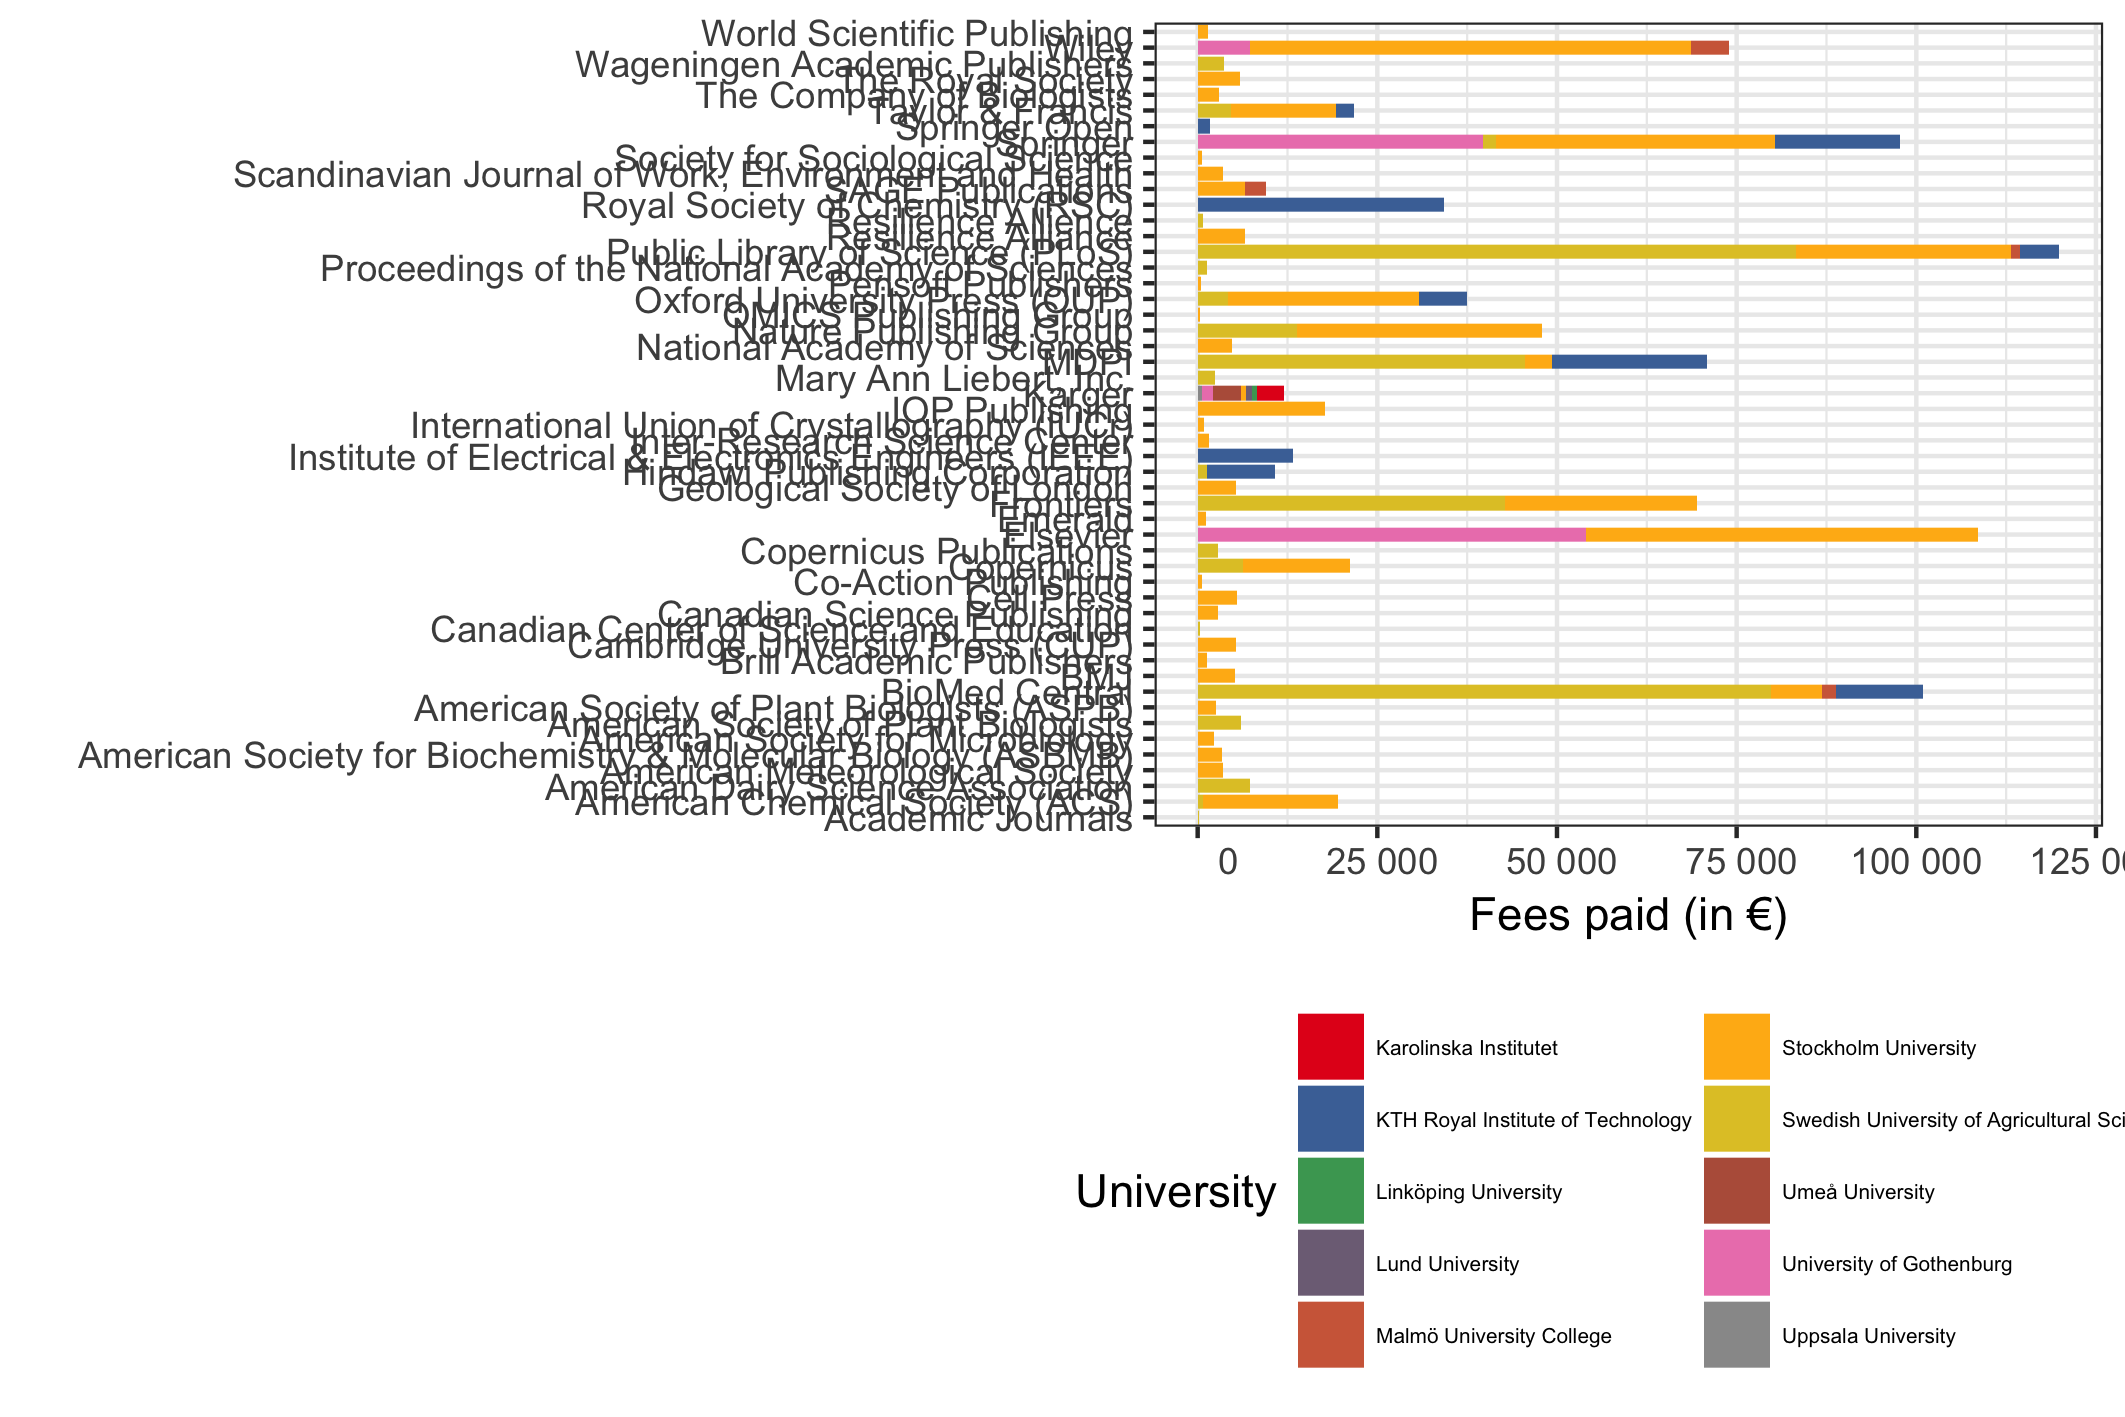 World Scientific Publishing
Wiley
Wageningen Academic Publishers
The Royal Society
The Company of Biologists
Taylor & Francis
Springer Open
Springer
Society for Sociological Science
Scandinavian Journal of Work, Environment and Health
SAGE Publications
Royal Society of Chemistry (RSC)
Resilience Allience
Resilience Alliance
Public Library of Science (PLoS)
Proceedings of the National Academy of Sciences
Pensoft Publishers
Oxford University Press (OUP)
OMICS Publishing Group
Nature Publishing Group
National Academy of Sciences
MDPI
Mary Ann Liebert, Inc.
Karger
IOP Publishing
International Union of Crystallography (IUCr)
Inter-Research Science Center
Institute of Electrical & Electronics Engineers (IEEE)
Hindawi Publishing Corporation
Geological Society of London
Frontiers
Emerald
Elsevier
Copernicus Publications
Copernicus
Co-Action Publishing
Cell Press
Canadian Science Publishing
Canadian Center of Science and Education
Cambridge University Press (CUP)
Brill Academic Publishers
BMJ
BioMed Central
American Society of Plant Biologists (ASPB)
American Society of Plant Biologists
American Society for Microbiology
American Society for Biochemistry & Molecular Biology (ASBMB)
American Meteorological Society
American Dairy Science Association
American Chemical Society (ACS)
Academic Journals
0 25 000 50 000 75 000 100 000 125 00
Fees paid (in €)
University
Karolinska Institutet
KTH Royal Institute of Technology
Linköping University
Lund University
Malmö University College
Stockholm University
Swedish University of Agricultural Sci
Umeå University
University of Gothenburg
Uppsala University